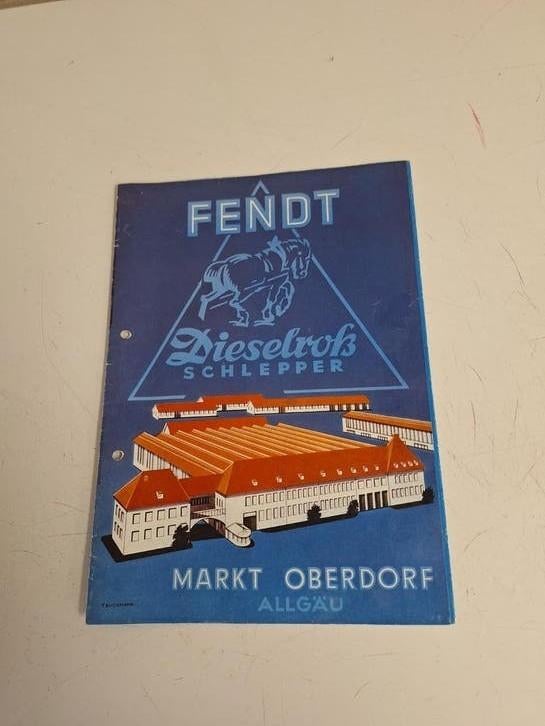 FENDT
Dieselroß
SCHLEPPER
MARKT OBERDORF
ALLGÄU